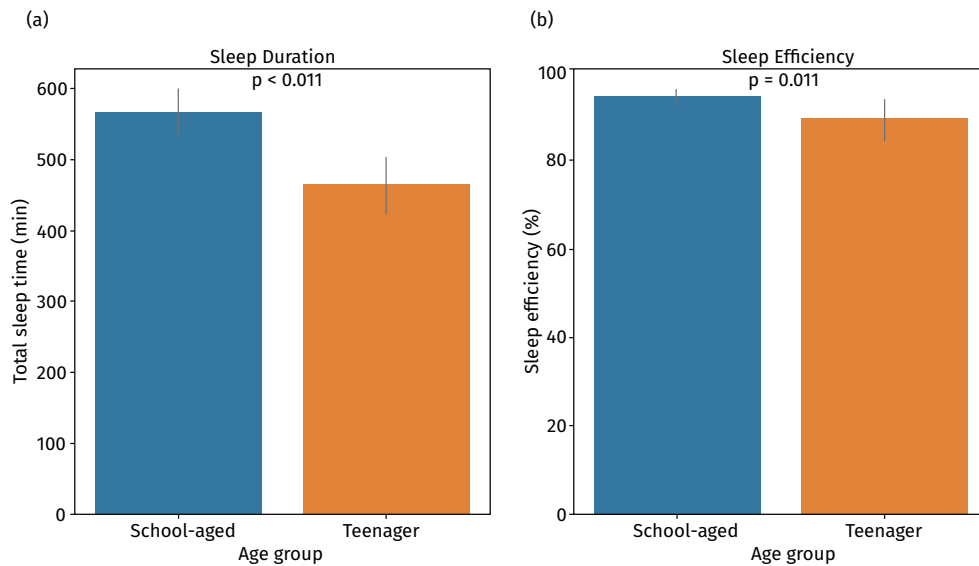 (a)
Sleep Duration
p < 0.011
Total sleep time (min)
600
500
400
300
200
100
0
School-aged
Teenager
Age group
(b)
Sleep Efficiency
p = 0.011
Sleep efficiency (%)
100
80
60
40
20
0
School-aged
Teenager
Age group